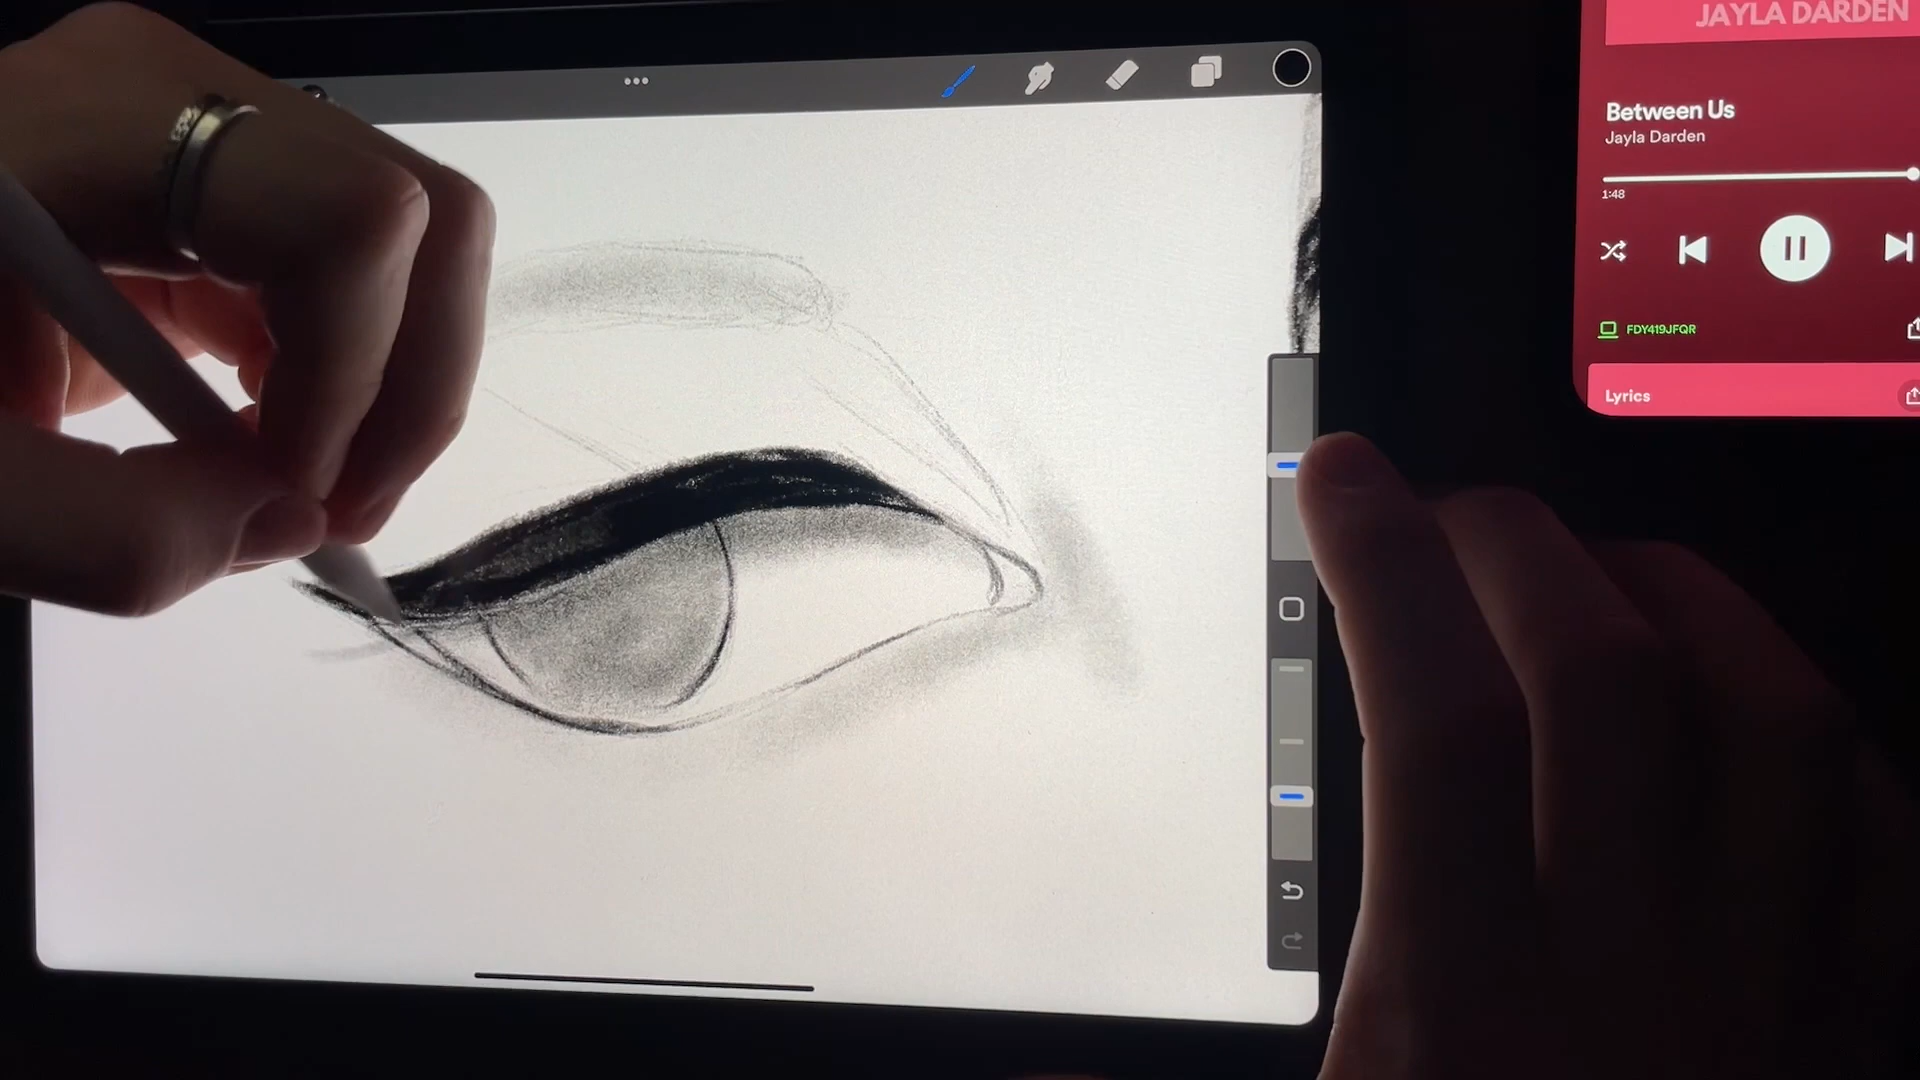 JAYLA DARDEN
Between Us
Jayla Darden
1:48
FDY419JFQR
Lyrics